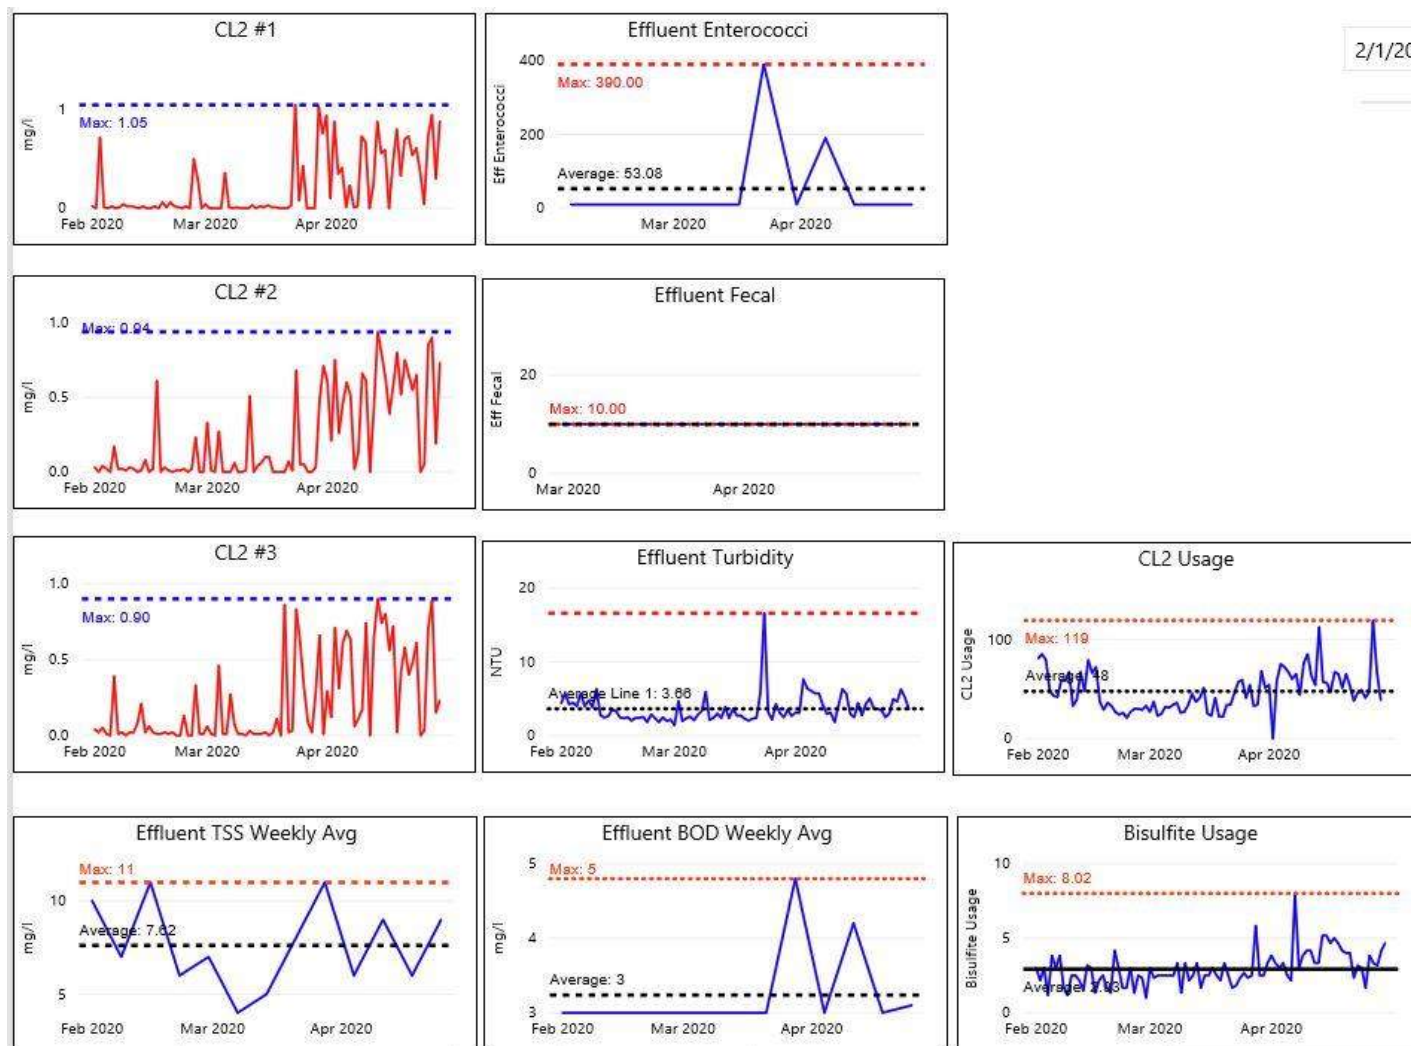 CL2 #1
1
Max: 1.05
mg/l
0
Feb 2020 Mar 2020 Apr 2020
Effluent Enterococci
400
Max: 390.00
Eff Enterococci
200
Average: 53.08
0
Mar 2020 Apr 2020
2/1/20
CL2 #2
1.0
Max: 0.94
mg/l
0.5
0.0
Feb 2020 Mar 2020 Apr 2020
Effluent Fecal
20
Eff Fecal
Max: 10.00
0
Mar 2020 Apr 2020
CL2 #3
1.0
Max: 0.90
mg/l
0.5
0.0
Feb 2020 Mar 2020 Apr 2020
Effluent Turbidity
20
NTU
10
Average Line 1: 3.66
0
Feb 2020 Mar 2020 Apr 2020
CL2 Usage
100
Max: 119
CL2 Usage
Average: 48
0
Feb 2020 Mar 2020 Apr 2020
Effluent TSS Weekly Avg
Max: 11
10
mg/l
Average: 7.62
5
Feb 2020 Mar 2020 Apr 2020
Effluent BOD Weekly Avg
5
Max: 5
mg/l
4
Average: 3
3
Feb 2020 Mar 2020 Apr 2020
Bisulfite Usage
10
Max: 8.02
Bisulfite Usage
5
Average: 2.93
0
Feb 2020 Mar 2020 Apr 2020